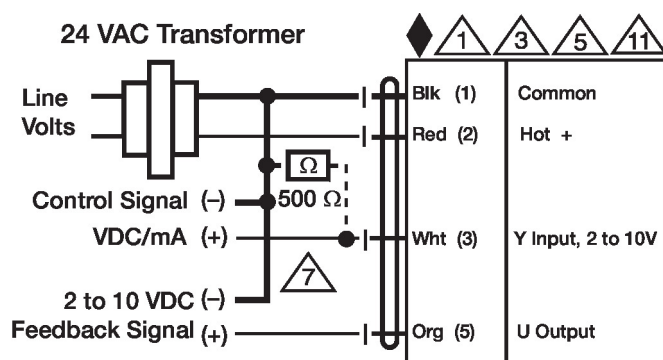 24 VAC Transformer
1 3 5 11
Line
Volts
Blk (1) Common
Red (2) Hot +
Ω
500 Ω
Control Signal (–)
VDC/mA (+)
Wht (3) Y Input, 2 to 10V
7
2 to 10 VDC (–)
Feedback Signal (+)
Org (5) U Output